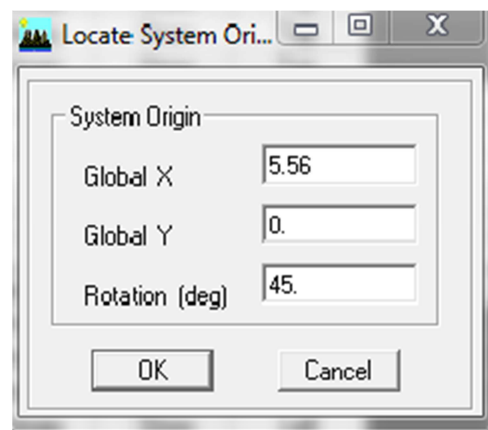 Locate System Ori...
System Origin
Global X
5.56
Global Y
0.
Rotation (deg)
45.
OK
Cancel